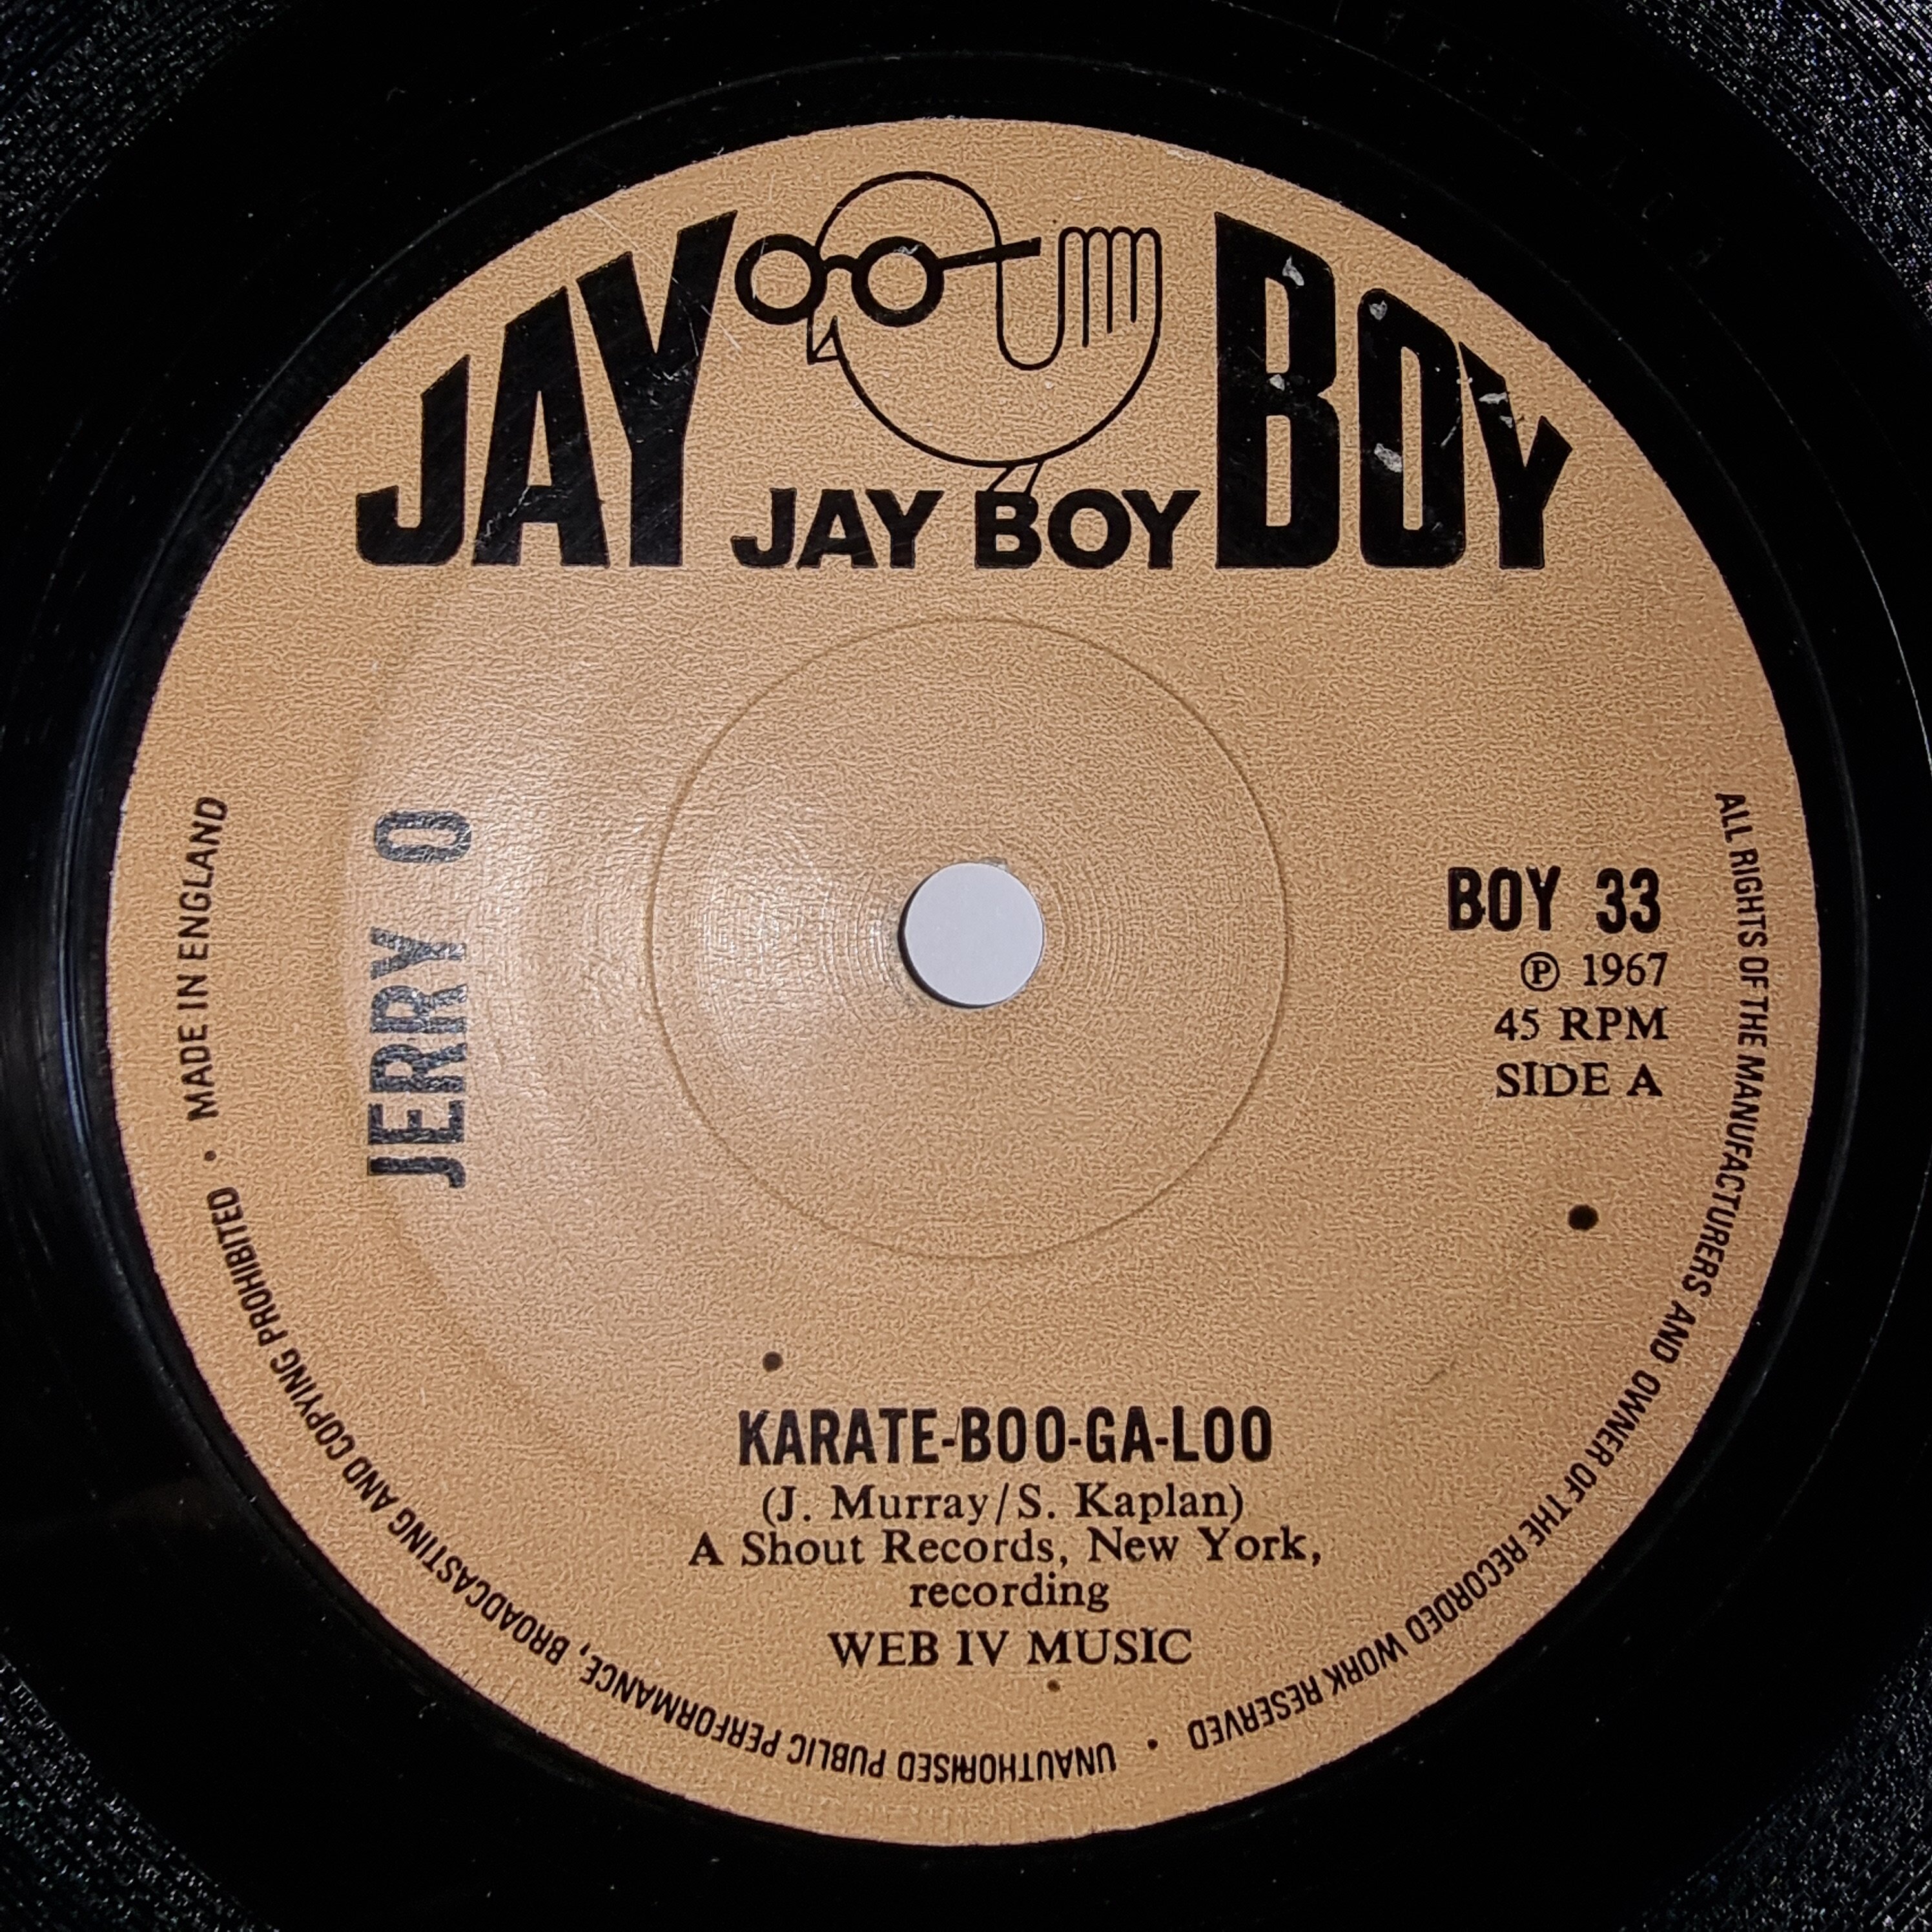 JAY BOY
JAY BOY
JERRY O
BOY 33
℗ 1967
45 RPM
SIDE A
KARATE-BOO-GA-LOO
(J. Murray/S. Kaplan)
A Shout Records, New York,
recording
WEB IV MUSIC
ALL RIGHTS OF THE MANUFACTURERS AND OWNER OF THE RECORDED WORK RESERVED • UNAUTHORISED PUBLIC PERFORMANCE, BROADCASTING AND COPYING PROHIBITED • MADE IN ENGLAND